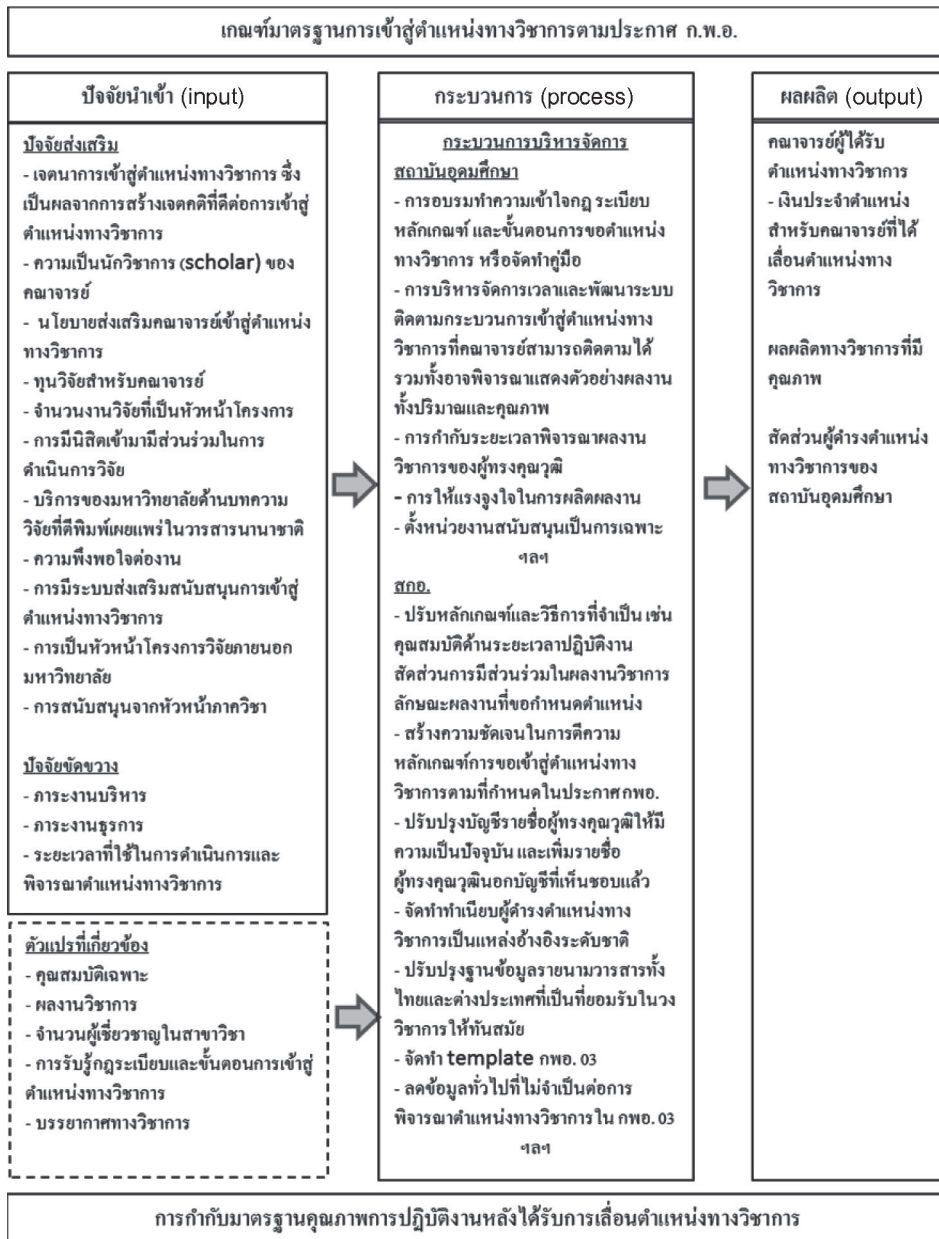 เกณฑ์มาตรฐานการเข้าสู่ตำแหน่งทางวิชาการตามประกาศ ก.พ.อ.
ปัจจัยนำเข้า (input)
ปัจจัยส่งเสริม
- เจตนาการเข้าสู่ตำแหน่งทางวิชาการ ซึ่ง
เป็นผลจากการสร้างเจตคติที่ดีต่อการเข้าสู่
ตำแหน่งทางวิชาการ
- ความเป็นนักวิชาการ (scholar) ของ
คณาจารย์
- นโยบายส่งเสริมคณาจารย์เข้าสู่ตำแหน่ง
ทางวิชาการ
- ทุนวิจัยสำหรับคณาจารย์
- จำนวนงานวิจัยที่เป็นหัวหน้าโครงการ
- การมีนิสิตเข้ามามีส่วนร่วมในการ
ดำเนินการวิจัย
- บริการของมหาวิทยาลัยด้านบทความ
วิจัยที่ตีพิมพ์เผยแพร่ในวารสารนานาชาติ
- ความพึงพอใจต่องาน
- การมีระบบส่งเสริมสนับสนุนการเข้าสู่
ตำแหน่งทางวิชาการ
- การเป็นหัวหน้าโครงการวิจัยภายนอก
มหาวิทยาลัย
- การสนับสนุนจากหัวหน้าภาควิชา
ปัจจัยขัดขวาง
- ภาระงานบริหาร
- ภาระงานธุรการ
- ระยะเวลาที่ใช้ในการดำเนินการและ
พิจารณาตำแหน่งทางวิชาการ
ตัวแปรที่เกี่ยวข้อง
- คุณสมบัติเฉพาะ
- ผลงานวิชาการ
- จำนวนผู้เชี่ยวชาญในสาขาวิชา
- การรับรู้กฎระเบียบและขั้นตอนการเข้าสู่
ตำแหน่งทางวิชาการ
- บรรยากาศทางวิชาการ
กระบวนการ (process)
กระบวนการบริหารจัดการ
สถาบันอุดมศึกษา
- การอบรมทำความเข้าใจกฎ ระเบียบ
หลักเกณฑ์ และขั้นตอนการขอตำแหน่ง
ทางวิชาการ หรือจัดทำคู่มือ
- การบริหารจัดการเวลาและพัฒนาระบบ
ติดตามกระบวนการเข้าสู่ตำแหน่งทาง
วิชาการที่คณาจารย์สามารถติดตามได้
รวมทั้งอาจพิจารณาแสดงตัวอย่างผลงาน
ทั้งปริมาณและคุณภาพ
- การกำกับระยะเวลาพิจารณาผลงาน
วิชาการของผู้ทรงคุณวุฒิ
- การให้แรงจูงใจในการผลิตผลงาน
- ตั้งหน่วยงานสนับสนุนเป็นการเฉพาะ
ฯลฯ
สกอ.
- ปรับหลักเกณฑ์และวิธีการที่จำเป็น เช่น
คุณสมบัติด้านระยะเวลาปฏิบัติงาน
สัดส่วนการมีส่วนร่วมในผลงานวิชาการ
ลักษณะผลงานที่ขอกำหนดตำแหน่ง
- สร้างความชัดเจนในการตีความ
หลักเกณฑ์การขอเข้าสู่ตำแหน่งทาง
วิชาการตามที่กำหนดในประกาศกพอ.
- ปรับปรุงบัญชีรายชื่อผู้ทรงคุณวุฒิให้มี
ความเป็นปัจจุบัน และเพิ่มรายชื่อ
ผู้ทรงคุณวุฒินอกบัญชีที่เห็นชอบแล้ว
- จัดทำทำเนียบผู้ดำรงตำแหน่งทาง
วิชาการเป็นแหล่งอ้างอิงระดับชาติ
- ปรับปรุงฐานข้อมูลรายนามวารสารทั้ง
ไทยและต่างประเทศที่เป็นที่ยอมรับในวง
วิชาการให้ทันสมัย
- จัดทำ template กพอ. 03
- ลดข้อมูลทั่วไปที่ไม่จำเป็นต่อการ
พิจารณาตำแหน่งทางวิชาการใน กพอ. 03
ฯลฯ
ผลผลิต (output)
คณาจารย์ผู้ได้รับ
ตำแหน่งทางวิชาการ
- เงินประจำตำแหน่ง
สำหรับคณาจารย์ที่ได้
เลื่อนตำแหน่งทาง
วิชาการ
ผลผลิตทางวิชาการที่มี
คุณภาพ
สัดส่วนผู้ดำรงตำแหน่ง
ทางวิชาการของ
สถาบันอุดมศึกษา
การกำกับมาตรฐานคุณภาพการปฏิบัติงานหลังได้รับการเลื่อนตำแหน่งทางวิชาการ